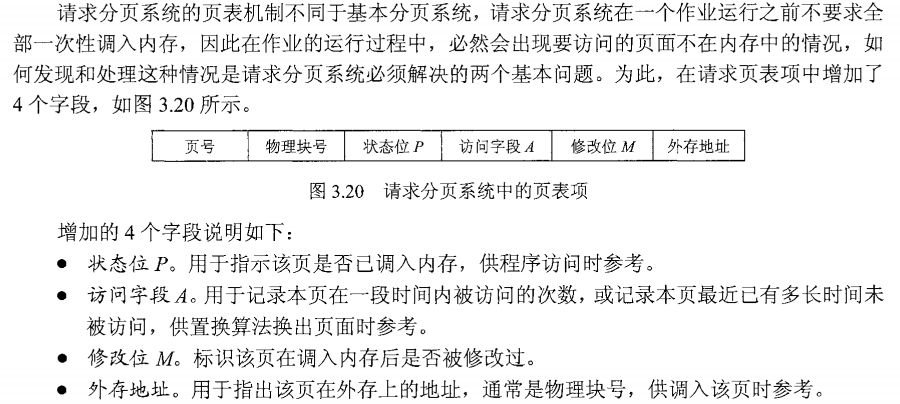 请求分页系统的页表机制不同于基本分页系统，请求分页系统在一个作业运行之前不要求全
部一次性调入内存，因此在作业的运行过程中，必然会出现要访问的页面不在内存中的情况，如
何发现和处理这种情况是请求分页系统必须解决的两个基本问题。为此，在请求页表项中增加了
4 个字段，如图 3.20 所示。
页号 物理块号 状态位 P 访问字段 A 修改位 M 外存地址
图 3.20 请求分页系统中的页表项
增加的 4 个字段说明如下：
● 状态位 P。用于指示该页是否已调入内存，供程序访问时参考。
● 访问字段 A。用于记录本页在一段时间内被访问的次数，或记录本页最近已有多长时间未
被访问，供置换算法换出页面时参考。
● 修改位 M。标识该页在调入内存后是否被修改过。
● 外存地址。用于指出该页在外存上的地址，通常是物理块号，供调入该页时参考。